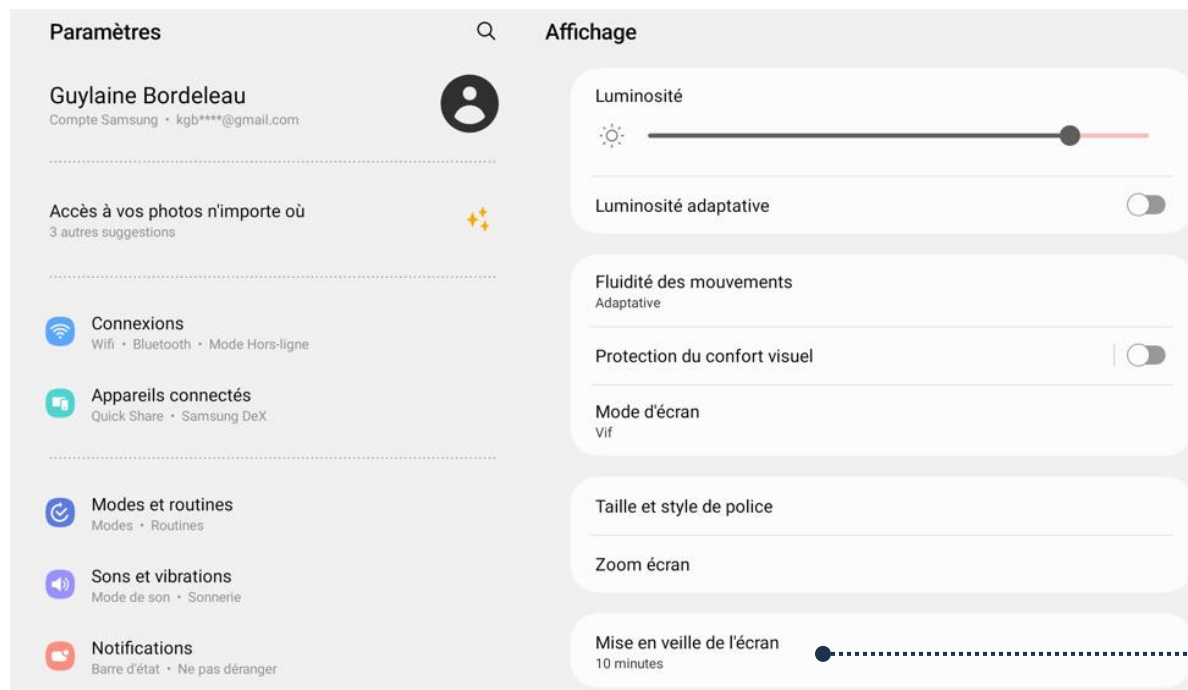 Paramètres
Guylaine Bordeleau
Compte Samsung • kgb****@gmail.com
Accès à vos photos n'importe où
3 autres suggestions
Connexions
Wifi • Bluetooth • Mode Hors-ligne
Appareils connectés
Quick Share • Samsung DeX
Modes et routines
Modes • Routines
Sons et vibrations
Mode de son • Sonnerie
Notifications
Barre d'état • Ne pas déranger
Affichage
Luminosité
Luminosité adaptative
Fluidité des mouvements
Adaptative
Protection du confort visuel
Mode d'écran
Vif
Taille et style de police
Zoom écran
Mise en veille de l'écran
10 minutes